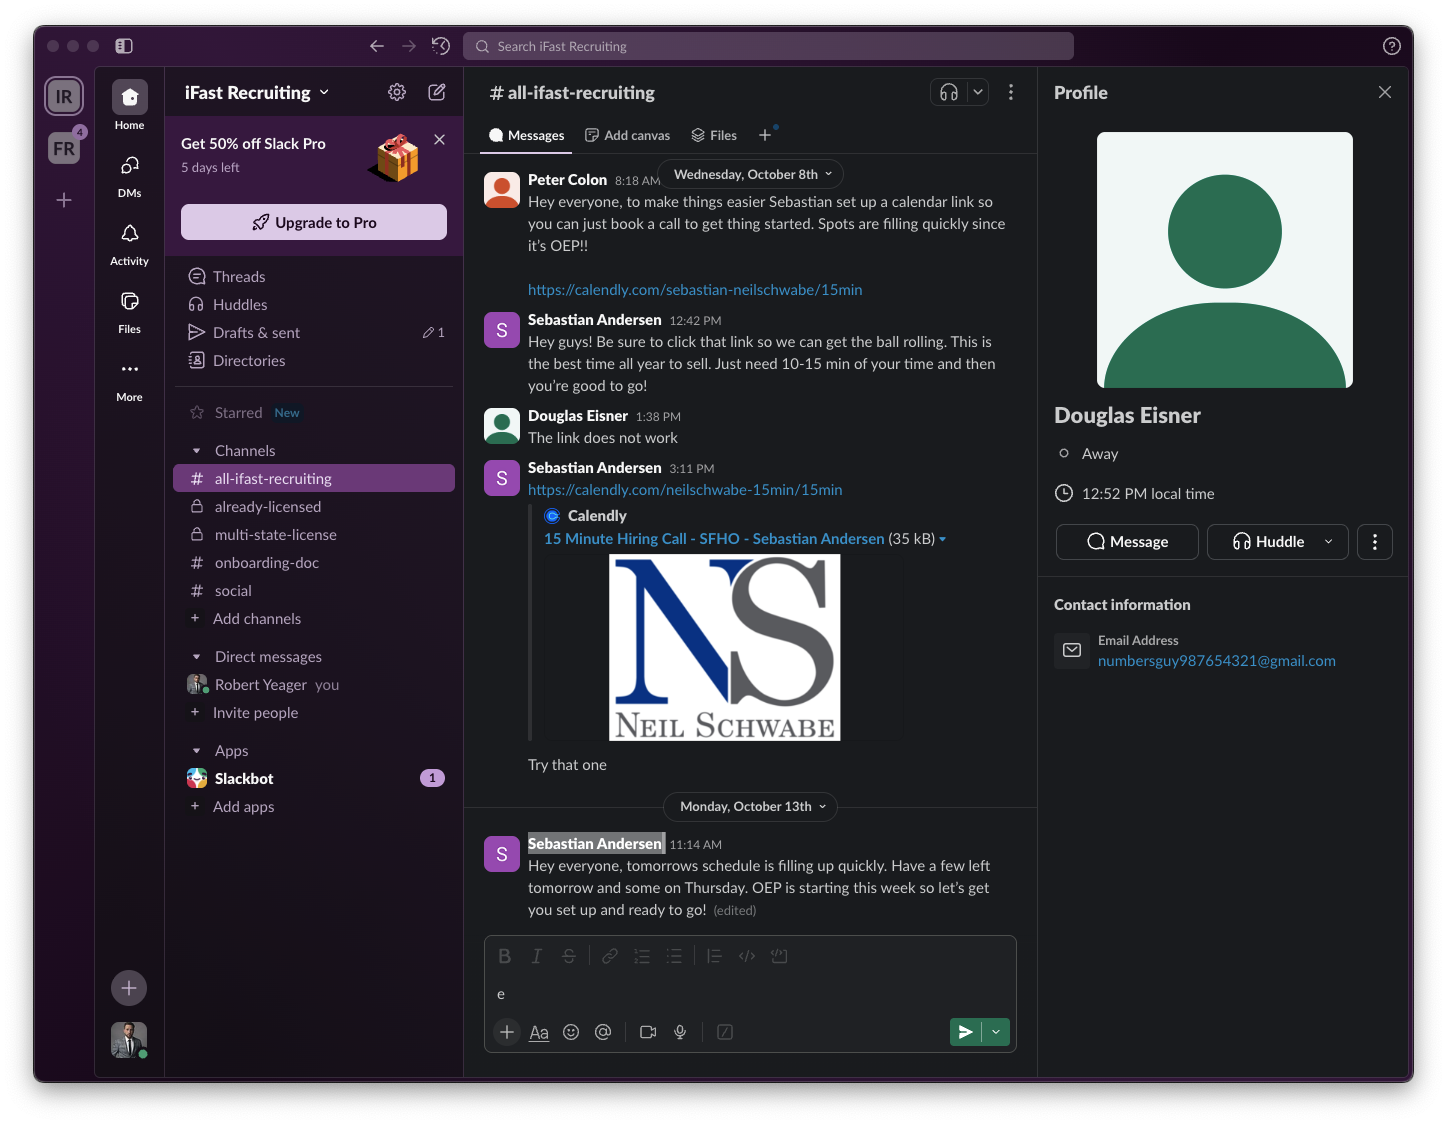 Search iFast Recruiting
IR
4
FR
Home
DMs
Activity
Files
More
iFast Recruiting
Get 50% off Slack Pro
5 days left
Upgrade to Pro
Threads
Huddles
Drafts & sent 1
Directories
Starred New
Channels
# all-ifast-recruiting
already-licensed
multi-state-license
# onboarding-doc
# social
+ Add channels
Direct messages
Robert Yeager you
+ Invite people
Apps
Slackbot 1
+ Add apps
# all-ifast-recruiting
Messages Add canvas Files +
Wednesday, October 8th
Peter Colon 8:18 AM
Hey everyone, to make things easier Sebastian set up a calendar link so
you can just book a call to get thing started. Spots are filling quickly since
it’s OEP!!
https://calendly.com/sebastian-neilschwabe/15min
S
Sebastian Andersen 12:42 PM
Hey guys! Be sure to click that link so we can get the ball rolling. This is
the best time all year to sell. Just need 10-15 min of your time and then
you’re good to go!
Douglas Eisner 1:38 PM
The link does not work
S
Sebastian Andersen 3:11 PM
https://calendly.com/neilschwabe-15min/15min
Calendly
15 Minute Hiring Call - SFHO - Sebastian Andersen (35 kB)
NS
NEIL SCHWABE
Try that one
Monday, October 13th
S
Sebastian Andersen 11:14 AM
Hey everyone, tomorrows schedule is filling up quickly. Have a few left
tomorrow and some on Thursday. OEP is starting this week so let’s get
you set up and ready to go! (edited)
B I S
e
Aa
Profile
Douglas Eisner
Away
12:52 PM local time
Message
Huddle
Contact information
Email Address
numbersguy987654321@gmail.com